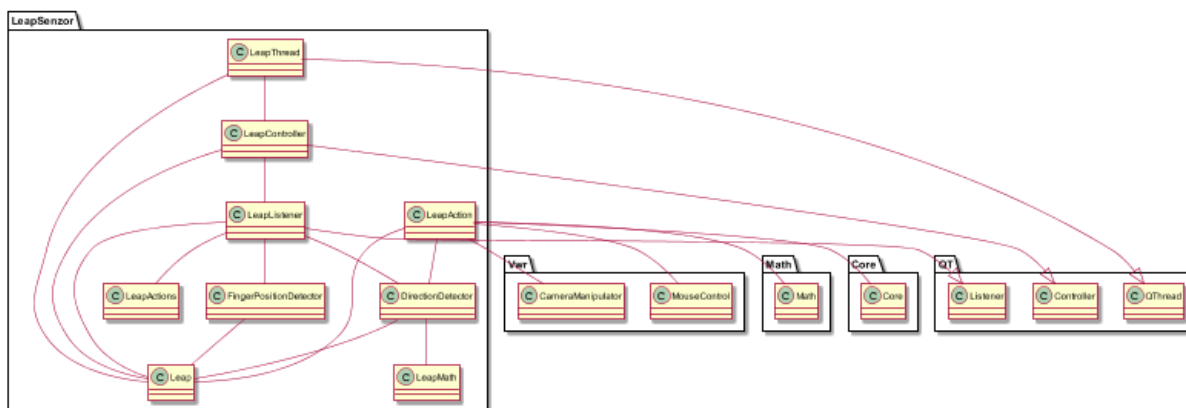 LeapSenzor
C LeapThread
C LeapController
C LeapListener
C LeapAction
Vwr
Math
Core
QT
C LeapActions
C FingerPositionDetector
C DirectionDetector
C CameraManipulator
C MouseControl
C Math
C Core
C Listener
C Controller
C QThread
C Leap
C LeapMath